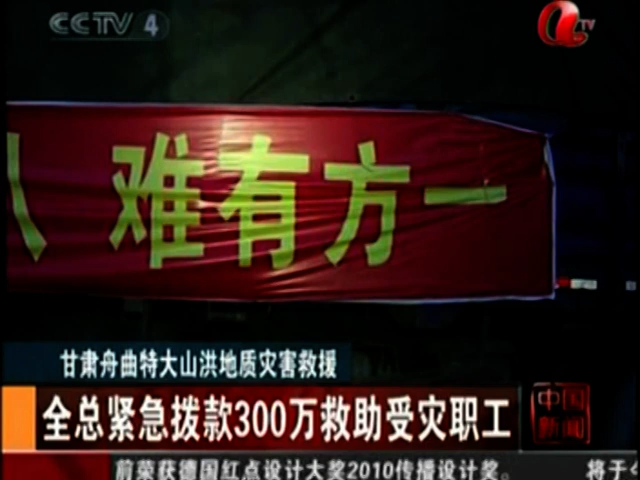 CCTV 4
TV
八 难有方一
甘肃舟曲特大山洪地质灾害救援
全总紧急拨款300万救助受灾职工
中国
新闻
前荣获德国红点设计大奖2010传播设计奖。 将于今